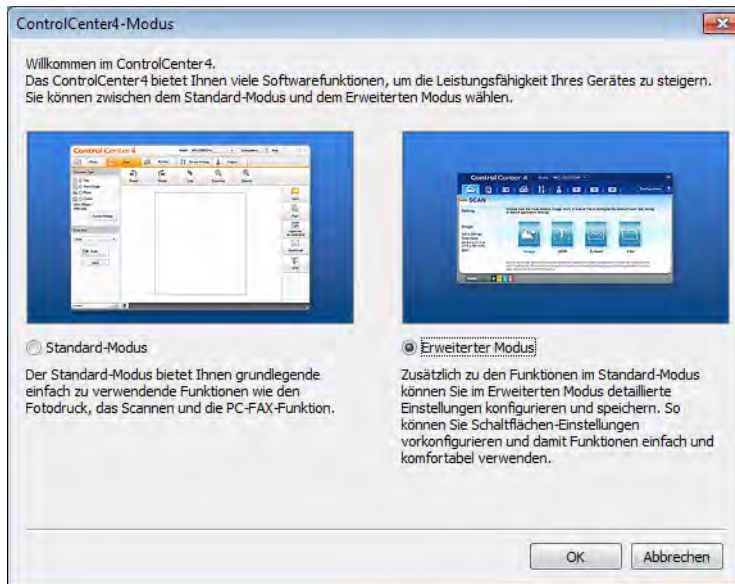 ControlCenter4-Modus
Willkommen im ControlCenter4.
Das ControlCenter4 bietet Ihnen viele Softwarefunktionen, um die Leistungsfähigkeit Ihres Gerätes zu steigern.
Sie können zwischen dem Standard-Modus und dem Erweiterten Modus wählen.
Control Center 4
Control Center 4
SCAN
Standard-Modus
Der Standard-Modus bietet Ihnen grundlegende
einfach zu verwendende Funktionen wie den
Fotodruck, das Scannen und die PC-FAX-Funktion.
Erweiterter Modus
Zusätzlich zu den Funktionen im Standard-Modus
können Sie im Erweiterten Modus detaillierte
Einstellungen konfigurieren und speichern. So
können Sie Schaltflächen-Einstellungen
vorkonfigurieren und damit Funktionen einfach und
komfortabel verwenden.
OK
Abbrechen